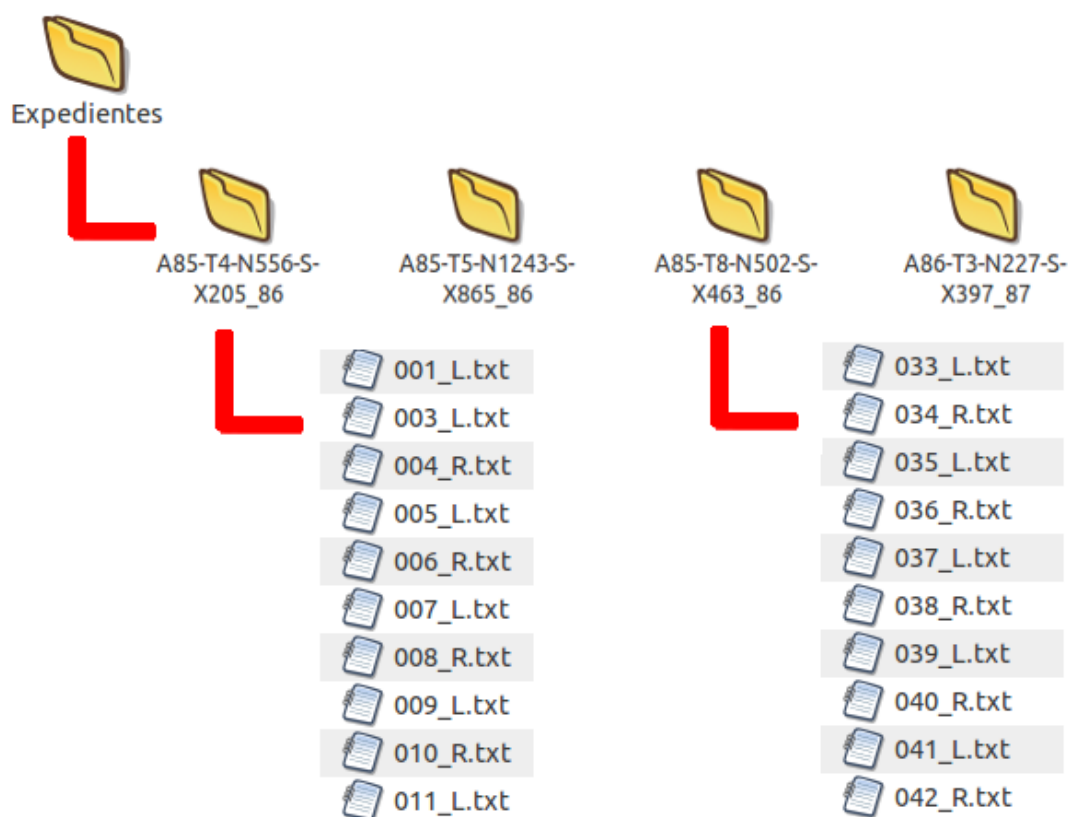 Expedientes
A85-T4-N556-S-
X205_86
A85-T5-N1243-S-
X865_86
A85-T8-N502-S-
X463_86
A86-T3-N227-S-
X397_87
001_L.txt
003_L.txt
004_R.txt
005_L.txt
006_R.txt
007_L.txt
008_R.txt
009_L.txt
010_R.txt
011_L.txt
033_L.txt
034_R.txt
035_L.txt
036_R.txt
037_L.txt
038_R.txt
039_L.txt
040_R.txt
041_L.txt
042_R.txt